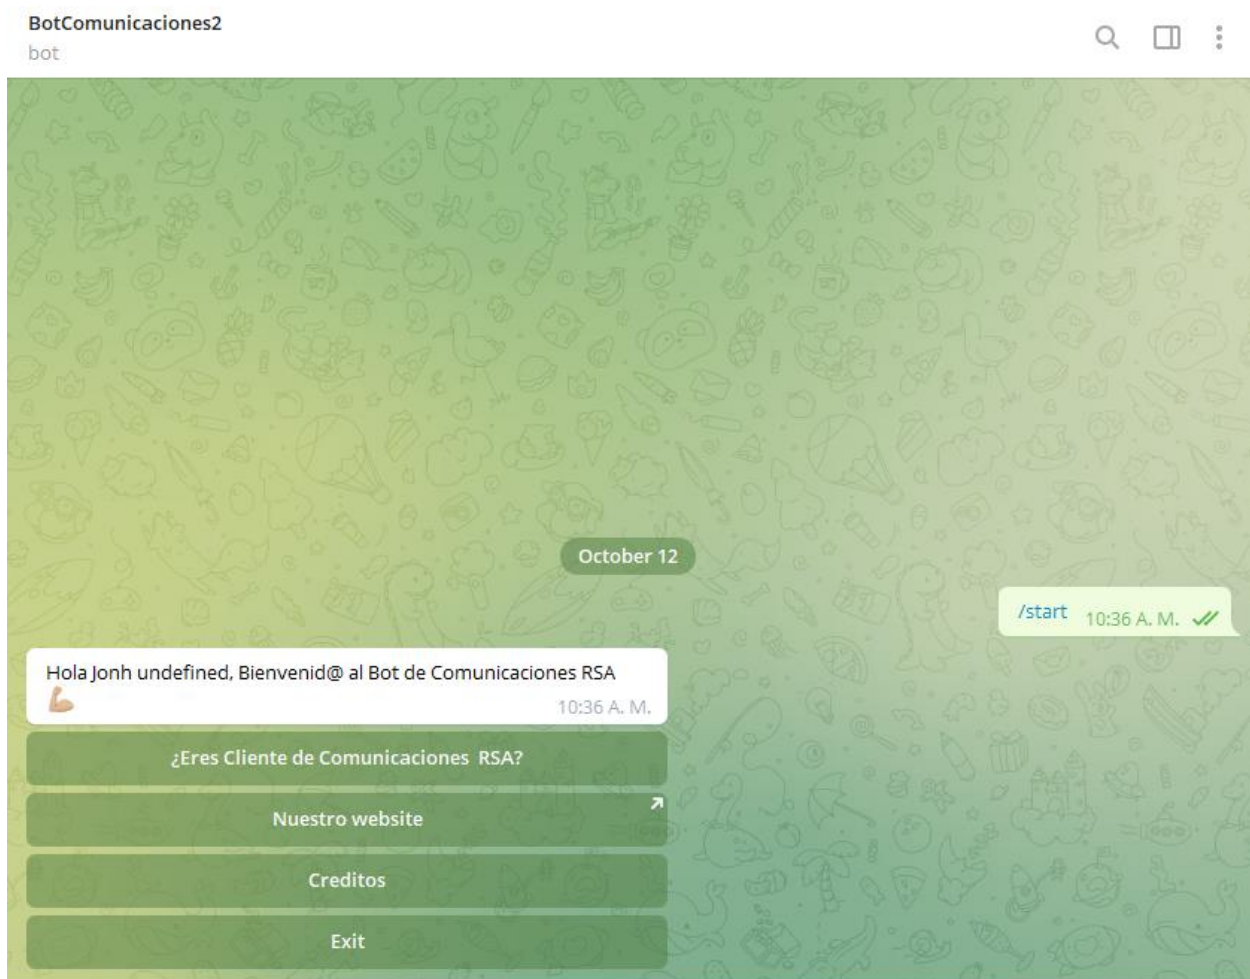 BotComunicaciones2
bot
October 12
/start 10:36 A. M.
Hola Jonh undefined, Bienvenid@ al Bot de Comunicaciones RSA
💪🏼
10:36 A. M.
¿Eres Cliente de Comunicaciones  RSA?
Nuestro website
Creditos
Exit